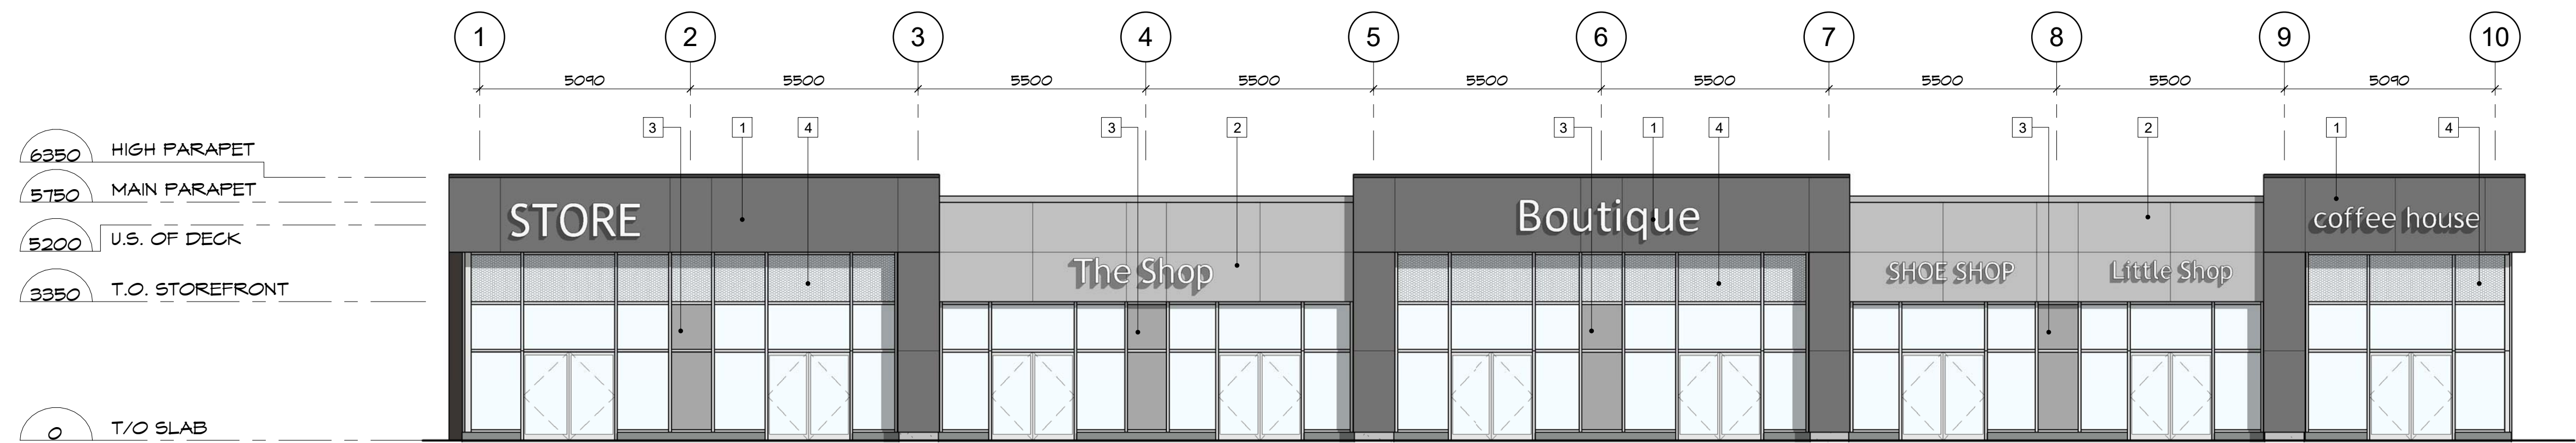 1 2 3 4 5 6 7 8 9 10
5090 5500 5500 5500 5500 5500 5500 5500 5090
3 1 4 3 2 3 1 4 3 2 1 4
6350 HIGH PARAPET
5750 MAIN PARAPET
5200 U.S. OF DECK
3350 T.O. STOREFRONT
0 T/O SLAB
STORE
The Shop
Boutique
SHOE SHOP
Little Shop
coffee house